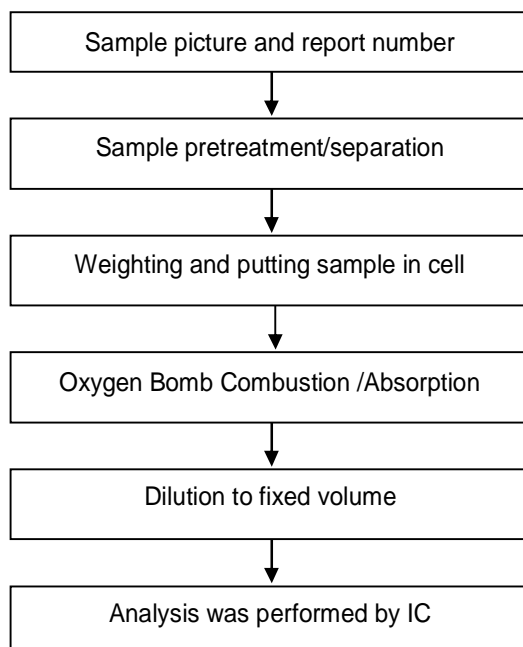 Sample picture and report number
Sample pretreatment/separation
Weighting and putting sample in cell
Oxygen Bomb Combustion /Absorption
Dilution to fixed volume
Analysis was performed by IC